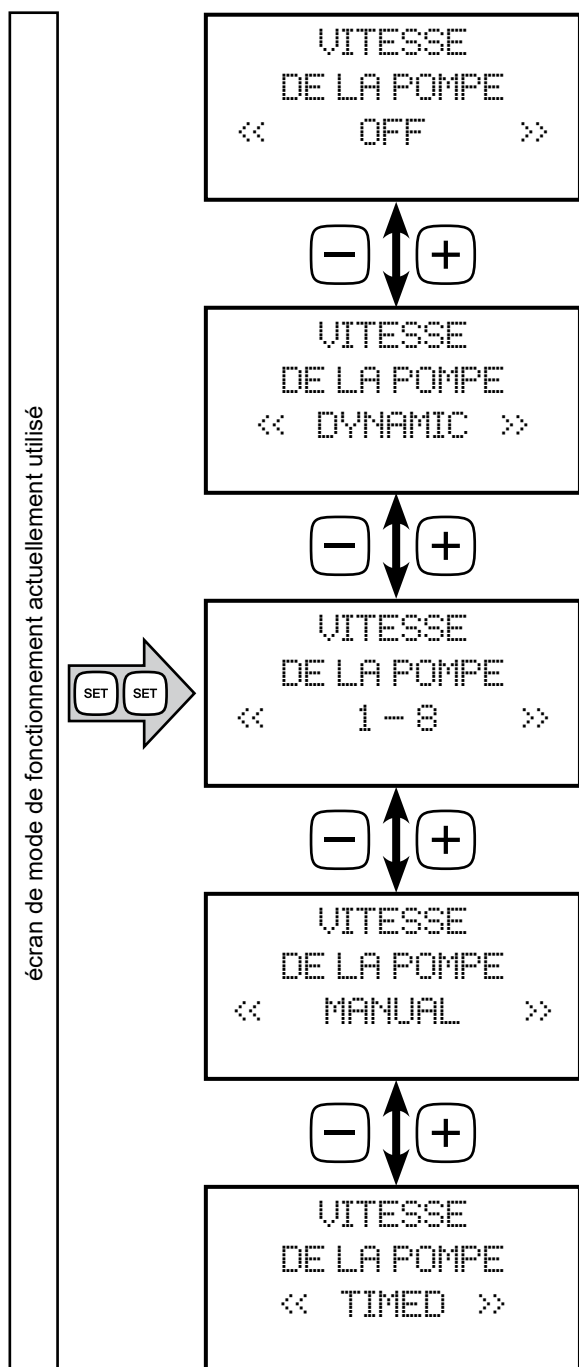 écran de mode de fonctionnement actuellement utilisé
VITESSE
DE LA POMPE
<< OFF >>
− +
VITESSE
DE LA POMPE
<< DYNAMIC >>
− +
SET SET
VITESSE
DE LA POMPE
<< 1 - 8 >>
− +
VITESSE
DE LA POMPE
<< MANUAL >>
− +
VITESSE
DE LA POMPE
<< TIMED >>